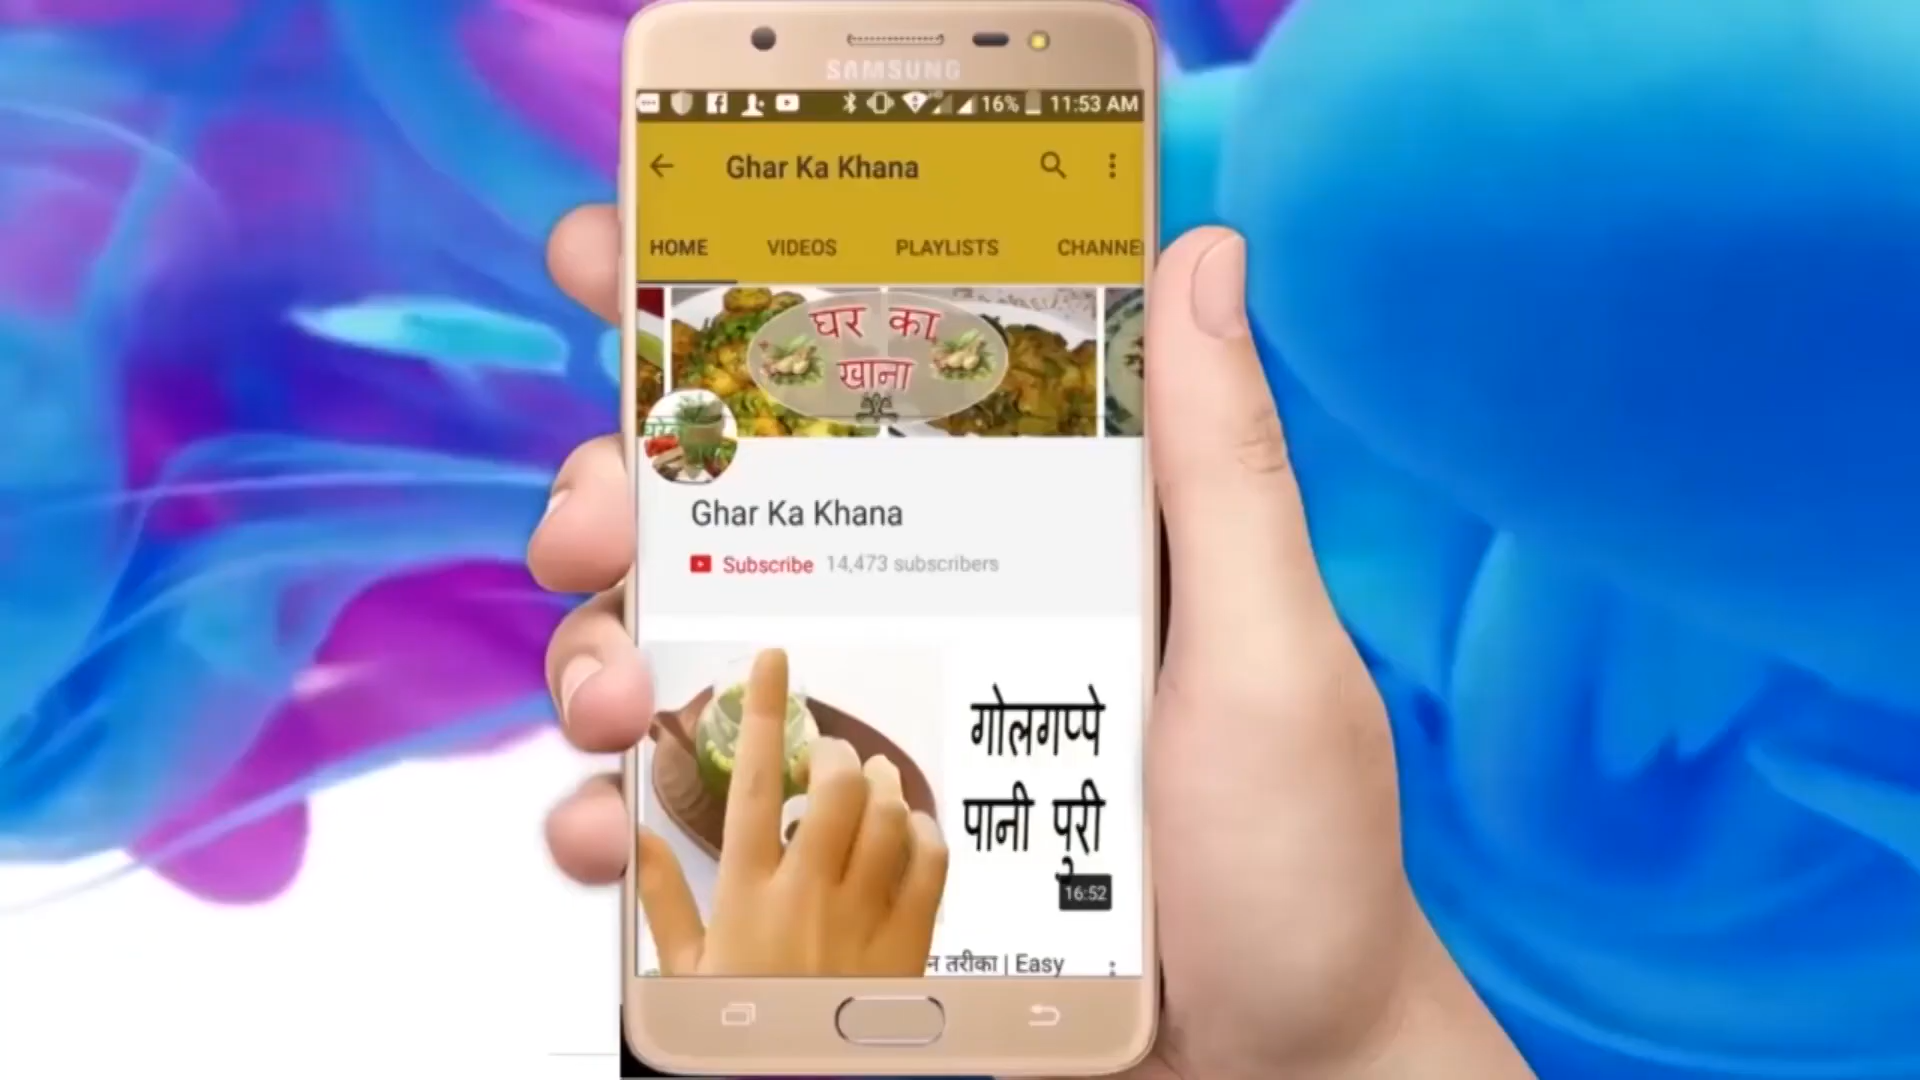 SAMSUNG
16% 11:53 AM
Ghar Ka Khana
HOME VIDEOS PLAYLISTS CHANNE
घर का
खाना
Ghar Ka Khana
Subscribe 14,473 subscribers
गोलगप्पे
पानी पुरी
16:52
न तरीका | Easy